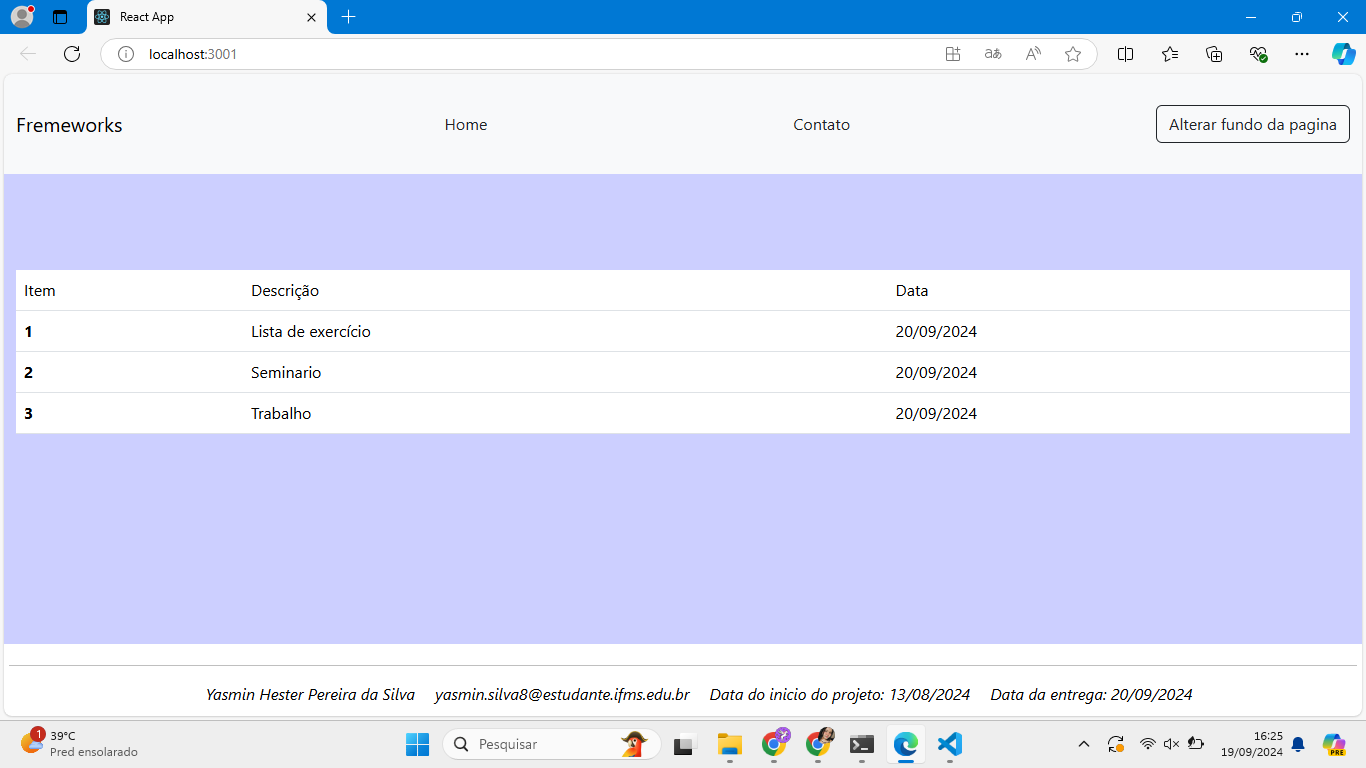 React App
localhost:3001
Fremeworks Home Contato Alterar fundo da pagina
Item Descrição Data
1 Lista de exercício 20/09/2024
2 Seminario 20/09/2024
3 Trabalho 20/09/2024
Yasmin Hester Pereira da Silva yasmin.silva8@estudante.ifms.edu.br Data do inicio do projeto: 13/08/2024 Data da entrega: 20/09/2024
1 39°C
Pred ensolarado
Pesquisar
16:25
19/09/2024
PRE